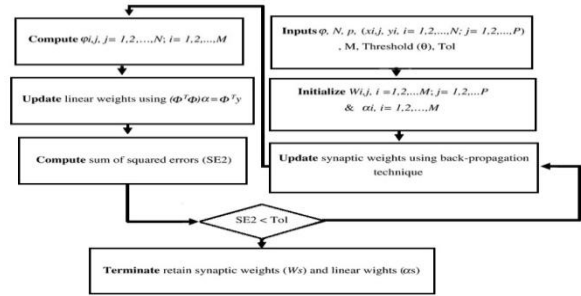 Compute φi,j, j= 1,2,...,N; i= 1,2,...,M
Update linear weights using (Φᵀ Φ)α=Φᵀ y
Compute sum of squared errors (SE2)
Inputs φ, N, p, (xi,j, yi, i= 1,2,...,N; j= 1,2,...,P)
, M, Threshold (θ), Tol
Initialize Wi,j, i =1,2,...M; j= 1,2,...P
& αi, i= 1,2,...,M
Update synaptic weights using back-propagation
technique
SE2 < Tol
Terminate retain synaptic weights (Ws) and linear wights (αs)